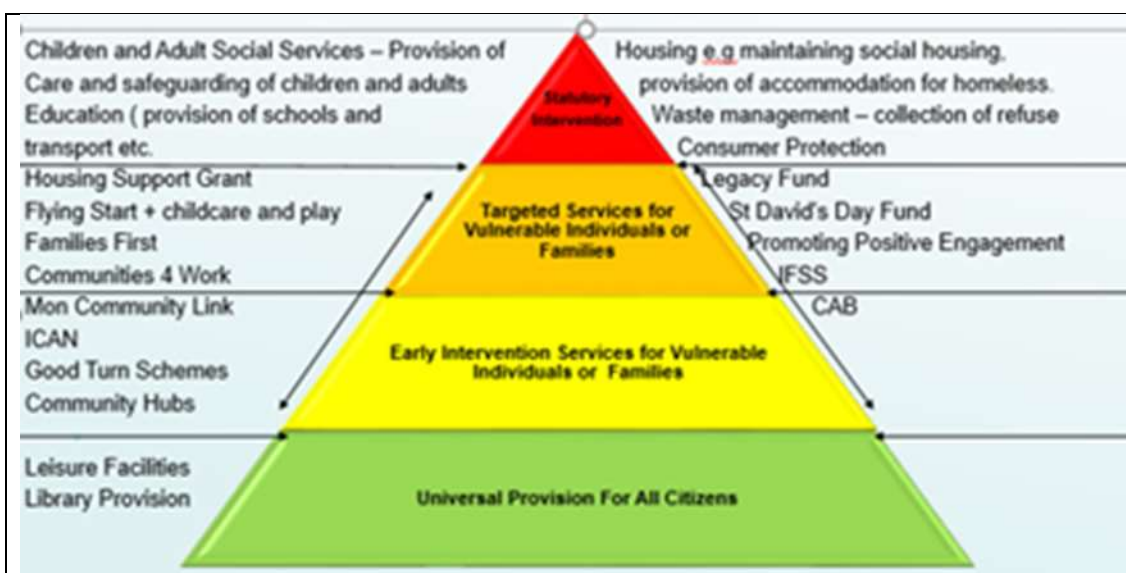 Children and Adult Social Services – Provision of
Care and safeguarding of children and adults
Education ( provision of schools and
transport etc.
Housing Support Grant
Flying Start + childcare and play
Families First
Communities 4 Work
Mon Community Link
ICAN
Good Turn Schemes
Community Hubs
Leisure Facilities
Library Provision
Statutory
Intervention
Targeted Services for
Vulnerable Individuals or
Families
Early Intervention Services for Vulnerable
Individuals or Families
Universal Provision For All Citizens
Housing e.g maintaining social housing,
provision of accommodation for homeless.
Waste management – collection of refuse
Consumer Protection
Legacy Fund
St David's Day Fund
Promoting Positive Engagement
IFSS
CAB